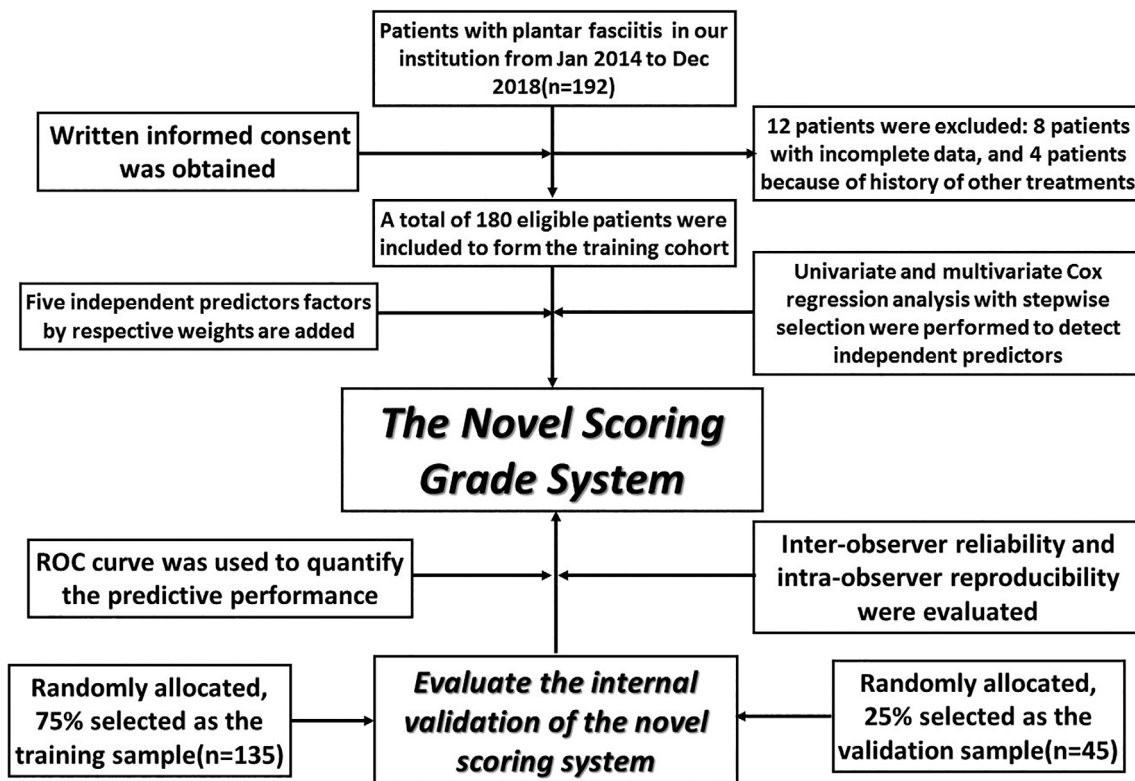 Patients with plantar fasciitis in our
institution from Jan 2014 to Dec
2018(n=192)
Written informed consent
was obtained
12 patients were excluded: 8 patients
with incomplete data, and 4 patients
because of history of other treatments
A total of 180 eligible patients were
included to form the training cohort
Five independent predictors factors
by respective weights are added
Univariate and multivariate Cox
regression analysis with stepwise
selection were performed to detect
independent predictors
The Novel Scoring
Grade System
ROC curve was used to quantify
the predictive performance
Inter-observer reliability and
intra-observer reproducibility
were evaluated
Randomly allocated,
75% selected as the
training sample(n=135)
Evaluate the internal
validation of the novel
scoring system
Randomly allocated,
25% selected as the
validation sample(n=45)